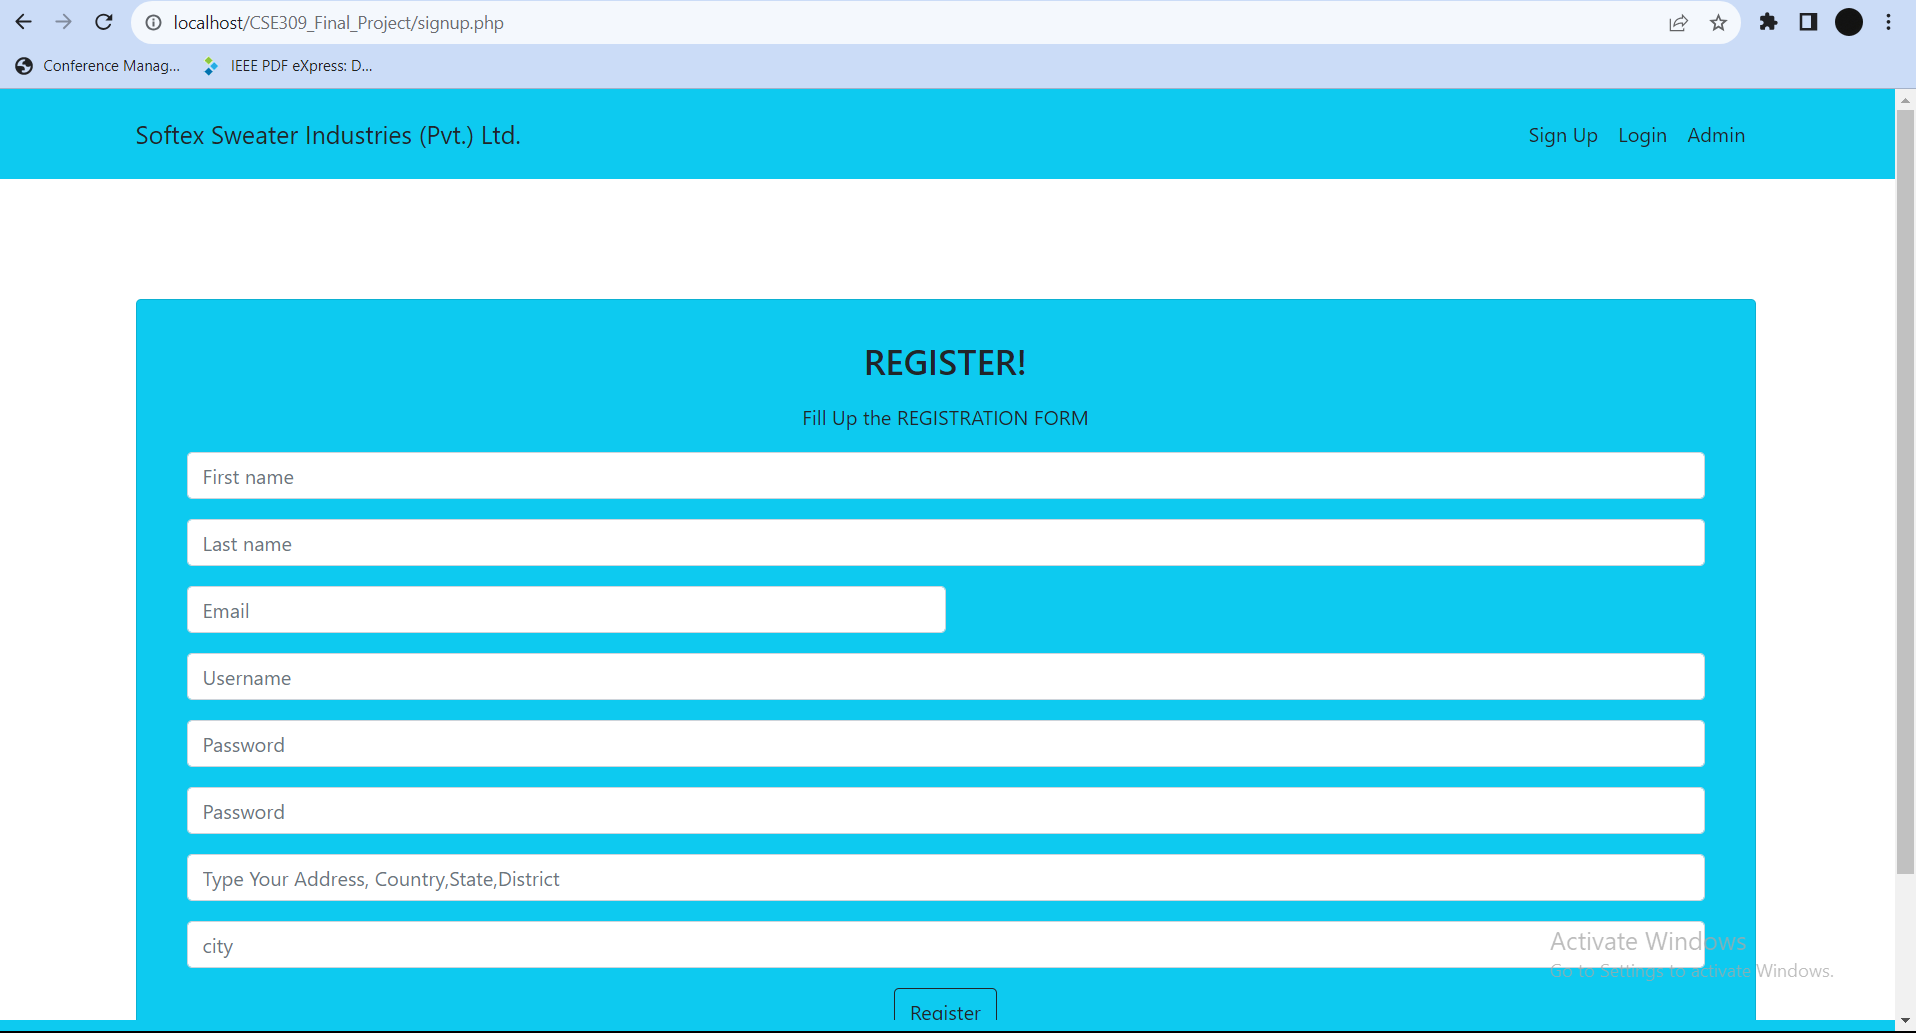 localhost/CSE309_Final_Project/signup.php
Conference Manag...
IEEE PDF eXpress: D...
Softex Sweater Industries (Pvt.) Ltd.
Sign Up Login Admin
REGISTER!
Fill Up the REGISTRATION FORM
First name
Last name
Email
Username
Password
Password
Type Your Address, Country,State,District
city
Activate Windows
Go to Settings to activate Windows.
Register